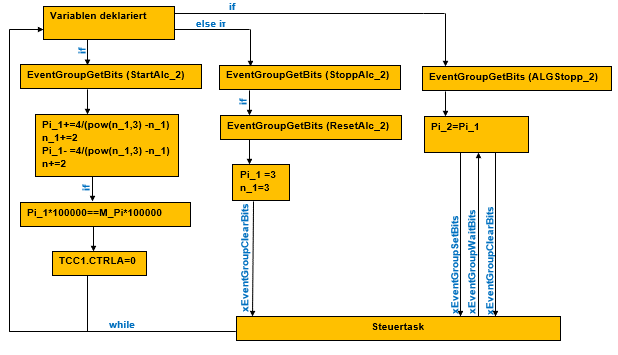 if
Variablen deklariert
else if
if
EventGroupGetBits (StartAlc_2)
EventGroupGetBits (StoppAlc_2)
EventGroupGetBits (ALGStopp_2)
if
Pi_1+=4/(pow(n_1,3) -n_1)
n_1+=2
Pi_1- =4/(pow(n_1,3) -n_1)
n+=2
EventGroupGetBits (ResetAlc_2)
Pi_2=Pi_1
Pi_1 =3
n_1=3
if
Pi_1*100000==M_Pi*100000
xEventGroupClearBits
xEventGroupSetBits
xEventGroupWaitBits
xEventGroupClearBits
TCC1.CTRLA=0
while
Steuertask